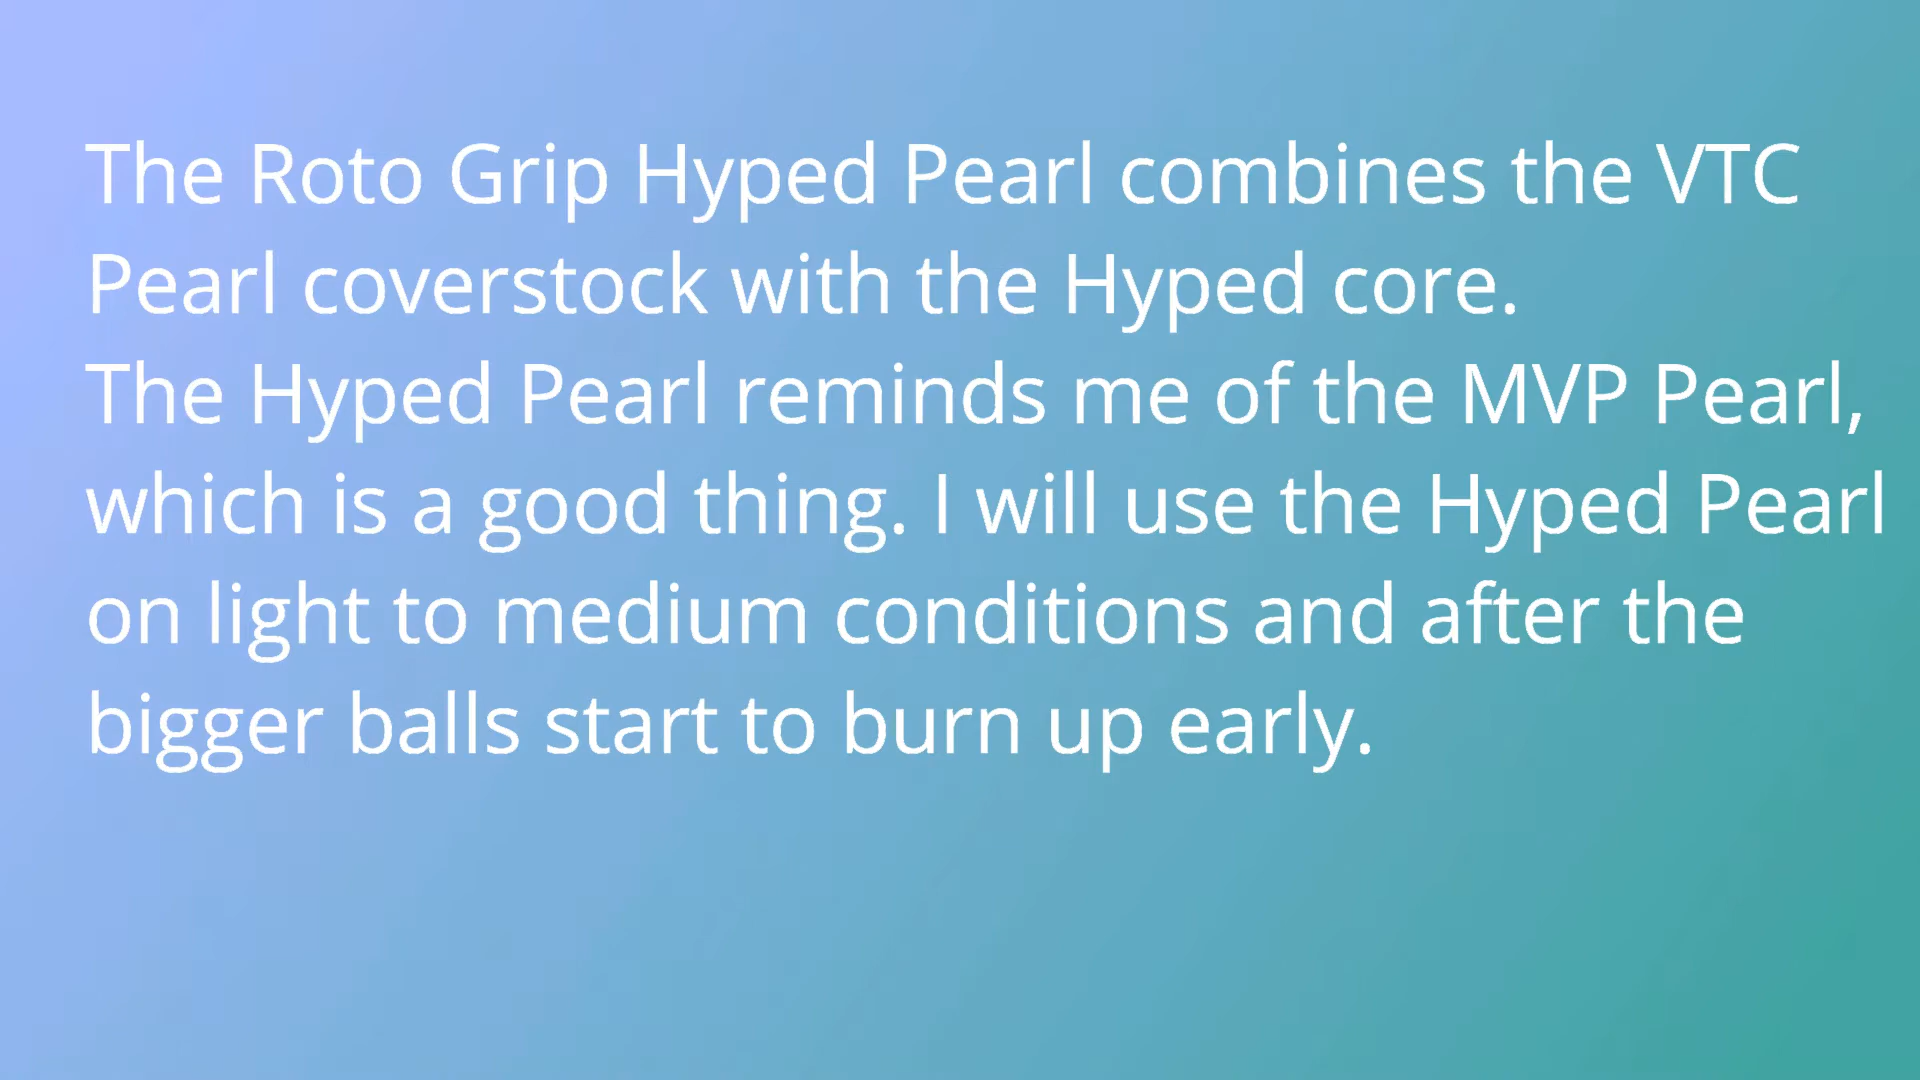 The Roto Grip Hyped Pearl combines the VTC
Pearl coverstock with the Hyped core.
The Hyped Pearl reminds me of the MVP Pearl,
which is a good thing. I will use the Hyped Pearl
on light to medium conditions and after the
bigger balls start to burn up early.